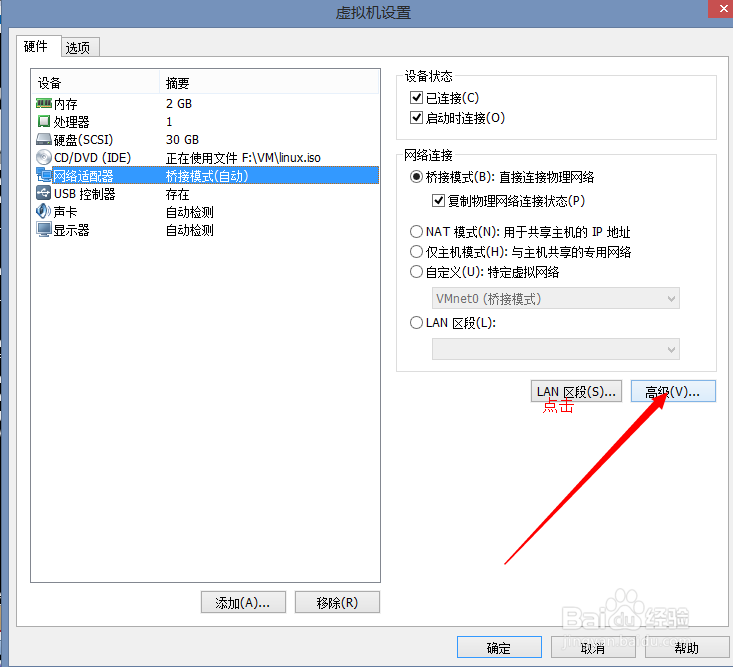 虚拟机设置
硬件 选项
设备 摘要
内存 2 GB
处理器 1
硬盘(SCSI) 30 GB
CD/DVD (IDE) 正在使用文件 F:\VM\linux.iso
网络适配器 桥接模式(自动)
USB 控制器 存在
声卡 自动检测
显示器 自动检测
添加(A)... 移除(R)
设备状态
已连接(C)
启动时连接(O)
网络连接
桥接模式(B): 直接连接物理网络
复制物理网络连接状态(P)
NAT 模式(N): 用于共享主机的 IP 地址
仅主机模式(H): 与主机共享的专用网络
自定义(U): 特定虚拟网络
VMnet0 (桥接模式)
LAN 区段(L):
LAN 区段(S)... 高级(V)...
点击
Baidu 经验
jingyan.baidu.com
确定 取消 帮助